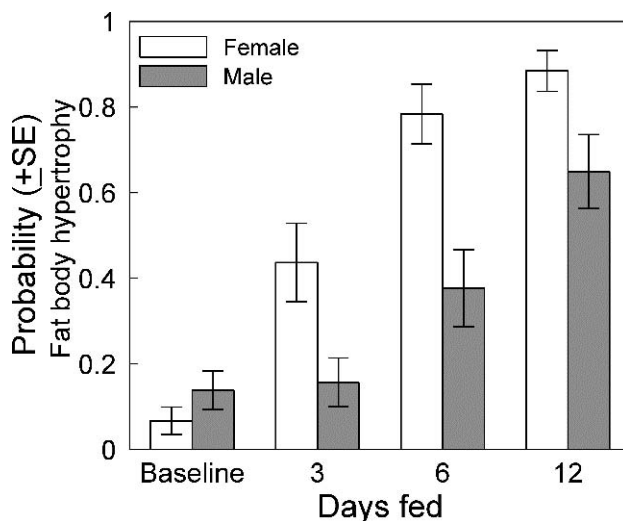 Probability (±SE)
Fat body hypertrophy
1
0.8
0.6
0.4
0.2
0
Female
Male
Baseline 3 6 12
Days fed